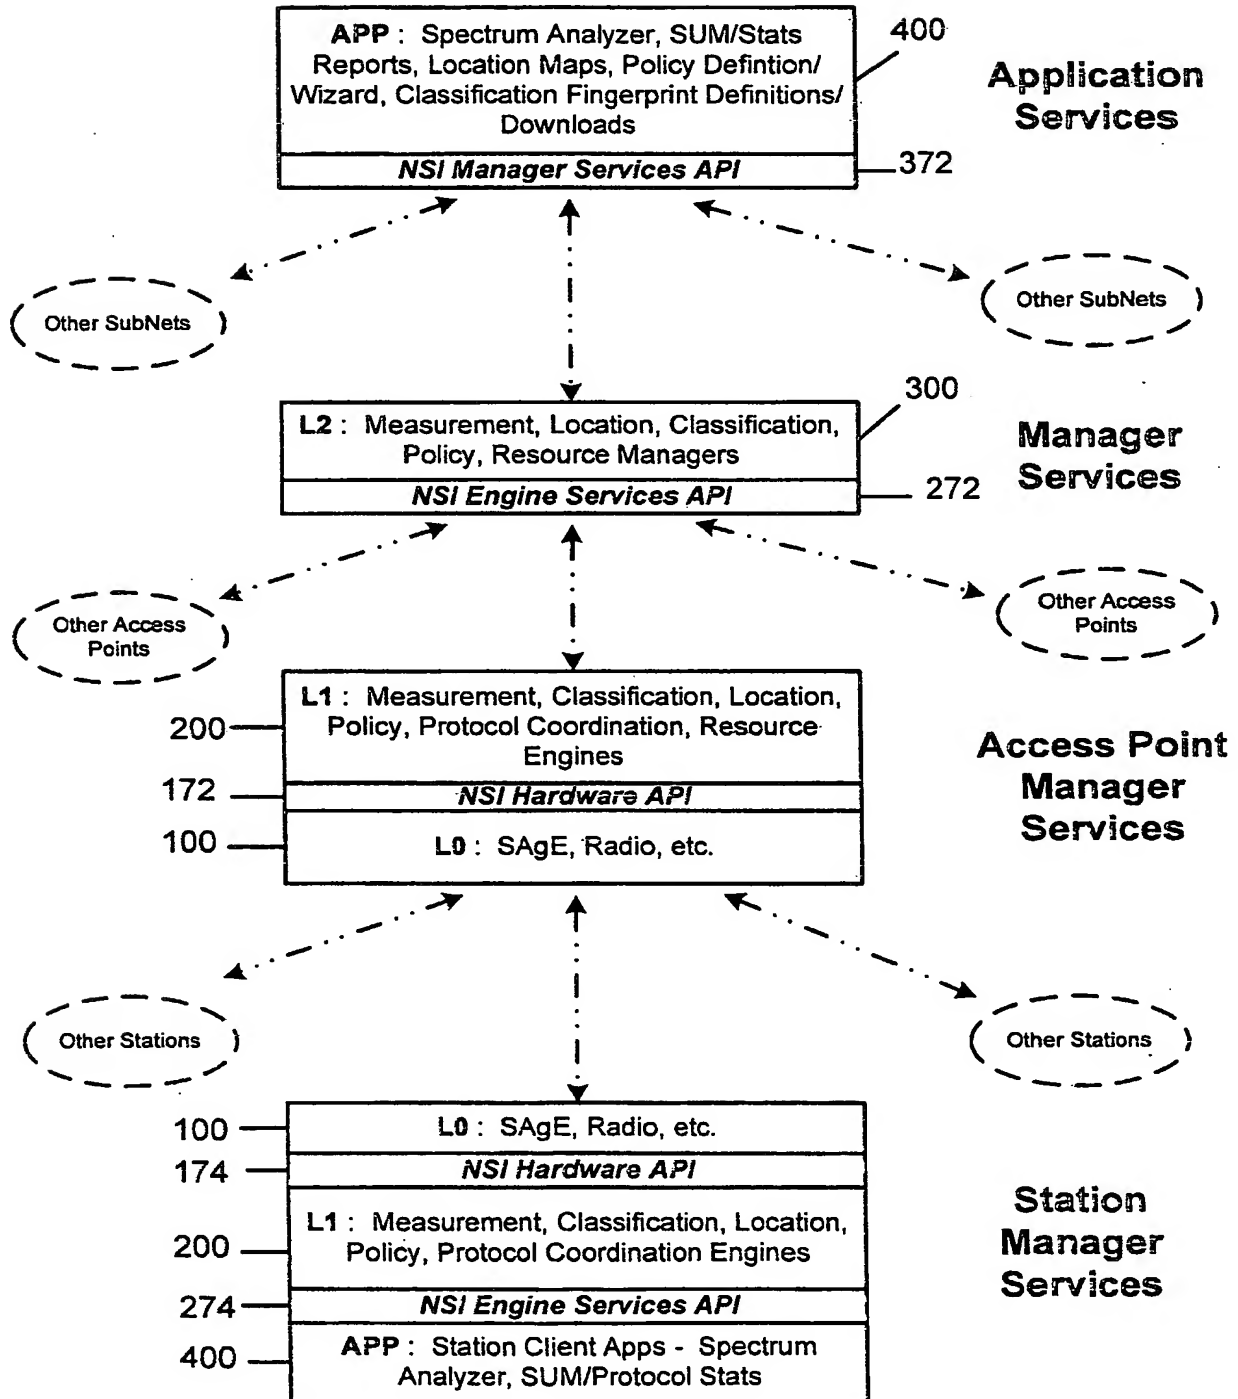 APP : Spectrum Analyzer, SUM/Stats
Reports, Location Maps, Policy Defintion/
Wizard, Classification Fingerprint Definitions/
Downloads
NSI Manager Services API
400
372
Application
Services
Other SubNets
Other SubNets
L2 : Measurement, Location, Classification,
Policy, Resource Managers
NSI Engine Services API
300
272
Manager
Services
Other Access
Points
Other Access
Points
L1 : Measurement, Classification, Location,
Policy, Protocol Coordination, Resource
Engines
NSI Hardware API
L0 : SAgE, Radio, etc.
200
172
100
Access Point
Manager
Services
Other Stations
Other Stations
100
L0 : SAgE, Radio, etc.
174
NSI Hardware API
L1 : Measurement, Classification, Location,
Policy, Protocol Coordination Engines
200
274
NSI Engine Services API
400
APP : Station Client Apps - Spectrum
Analyzer, SUM/Protocol Stats
Station
Manager
Services